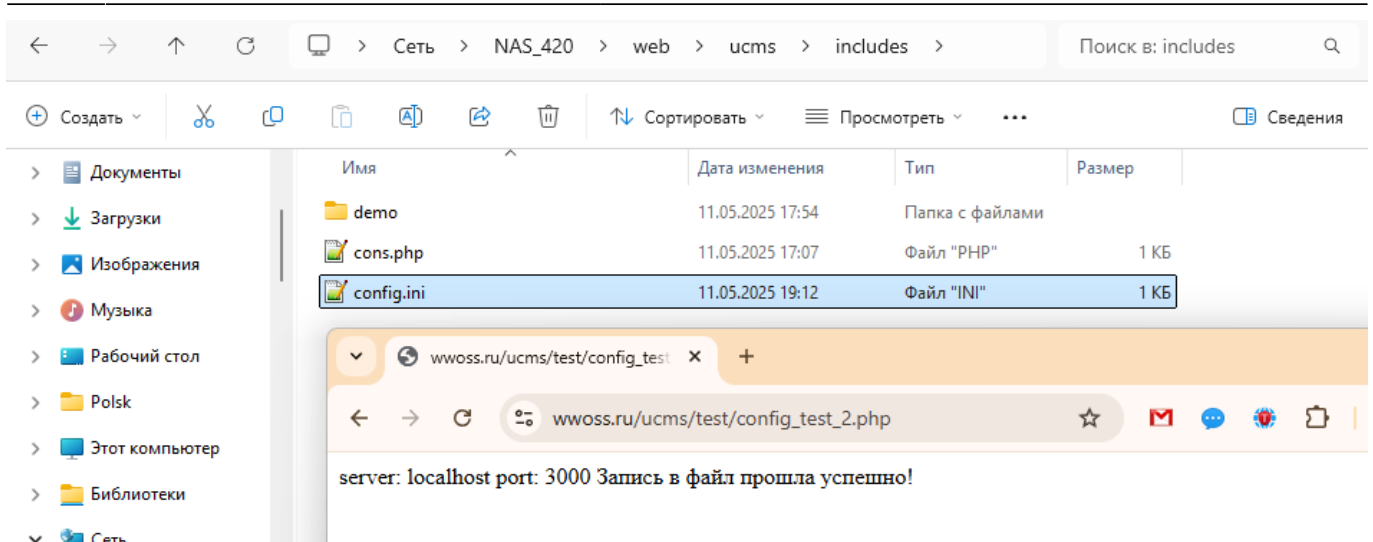 Сеть > NAS_420 > web > ucms > includes > Поиск в: includes
Создать Сортировать Просмотреть ••• Сведения
Имя Дата изменения Тип Размер
Документы
Загрузки
Изображения
Музыка
Рабочий стол
Polsk
Этот компьютер
Библиотеки
Сеть
demo 11.05.2025 17:54 Папка с файлами
cons.php 11.05.2025 17:07 Файл "PHP" 1 КБ
config.ini 11.05.2025 19:12 Файл "INI" 1 КБ
wwoss.ru/ucms/test/config_test
wwoss.ru/ucms/test/config_test_2.php
server: localhost port: 3000 Запись в файл прошла успешно!